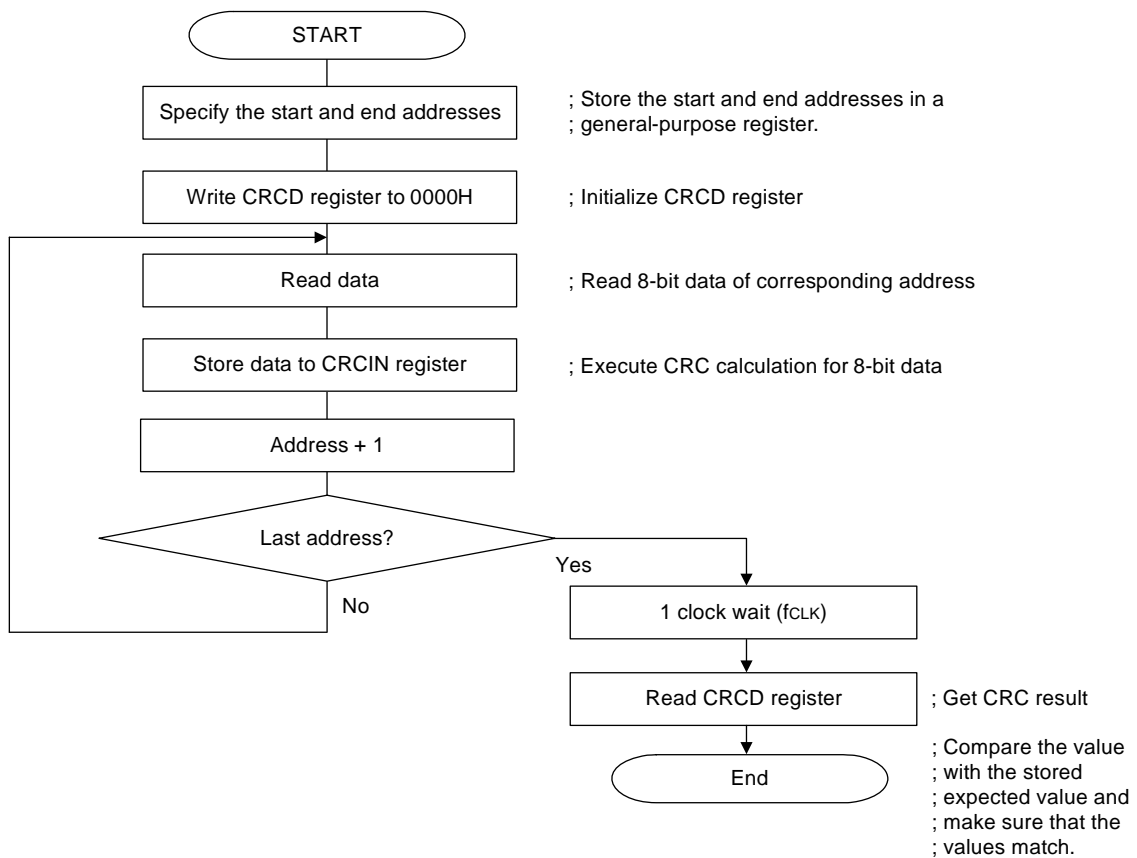 START
Specify the start and end addresses
; Store the start and end addresses in a
; general-purpose register.
Write CRCD register to 0000H
; Initialize CRCD register
Read data
; Read 8-bit data of corresponding address
Store data to CRCIN register
; Execute CRC calculation for 8-bit data
Address + 1
Last address?
Yes
No
1 clock wait (fCLK)
Read CRCD register
; Get CRC result
End
; Compare the value
; with the stored
; expected value and
; make sure that the
; values match.